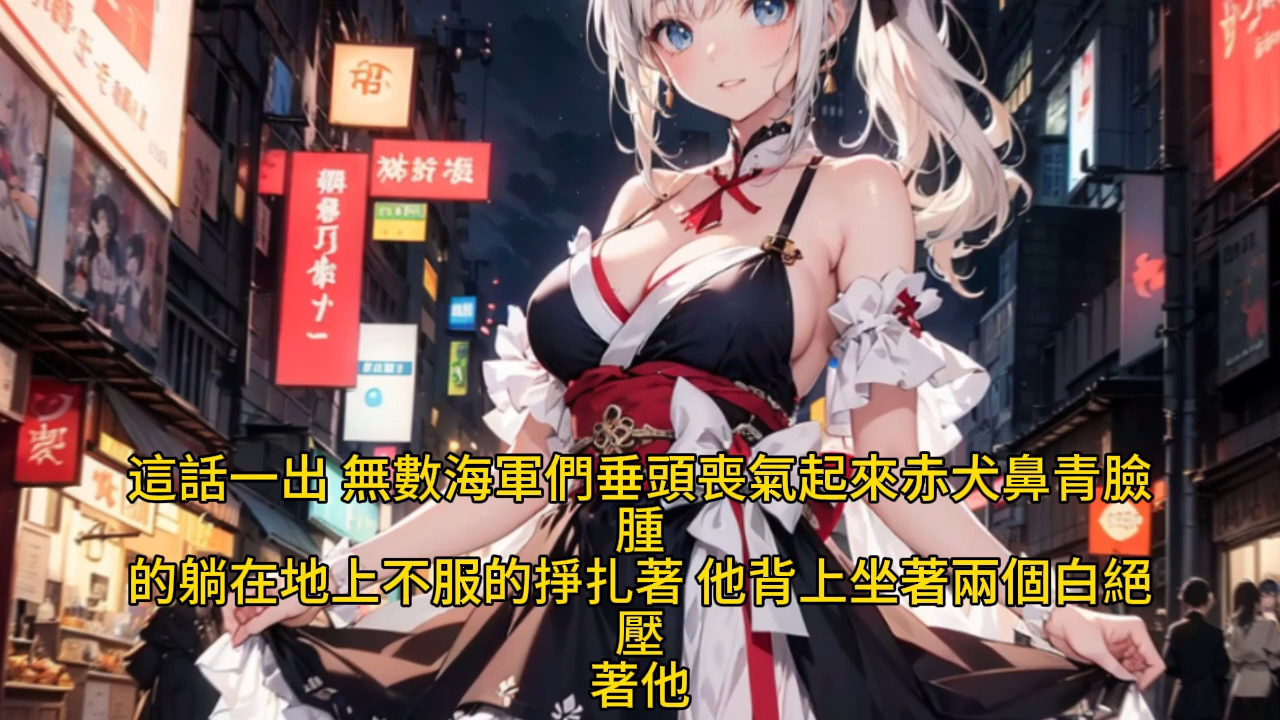 這話一出 無數海軍們垂頭喪氣起來赤犬鼻青臉
腫
的躺在地上不服的掙扎著 他背上坐著兩個白絕
壓
著他